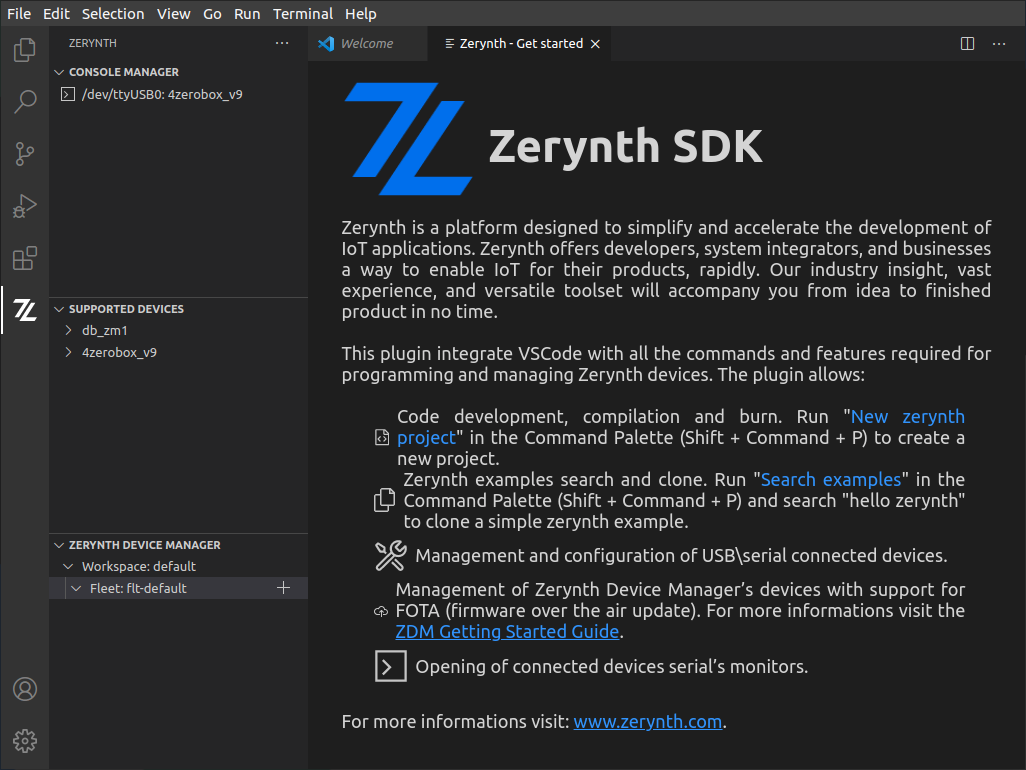 File Edit Selection View Go Run Terminal Help
ZERYNTH
Welcome
Zerynth - Get started
CONSOLE MANAGER
/dev/ttyUSB0: 4zerobox_v9
SUPPORTED DEVICES
db_zm1
4zerobox_v9
ZERYNTH DEVICE MANAGER
Workspace: default
Fleet: flt-default
Zerynth SDK
Zerynth is a platform designed to simplify and accelerate the development of
IoT applications. Zerynth offers developers, system integrators, and businesses
a way to enable IoT for their products, rapidly. Our industry insight, vast
experience, and versatile toolset will accompany you from idea to finished
product in no time.
This plugin integrate VSCode with all the commands and features required for
programming and managing Zerynth devices. The plugin allows:
Code development, compilation and burn. Run "New zerynth
project" in the Command Palette (Shift + Command + P) to create a
new project.
Zerynth examples search and clone. Run "Search examples" in the
Command Palette (Shift + Command + P) and search "hello zerynth"
to clone a simple zerynth example.
Management and configuration of USB\serial connected devices.
Management of Zerynth Device Manager’s devices with support for
FOTA (firmware over the air update). For more informations visit the
ZDM Getting Started Guide.
Opening of connected devices serial’s monitors.
For more informations visit: www.zerynth.com.